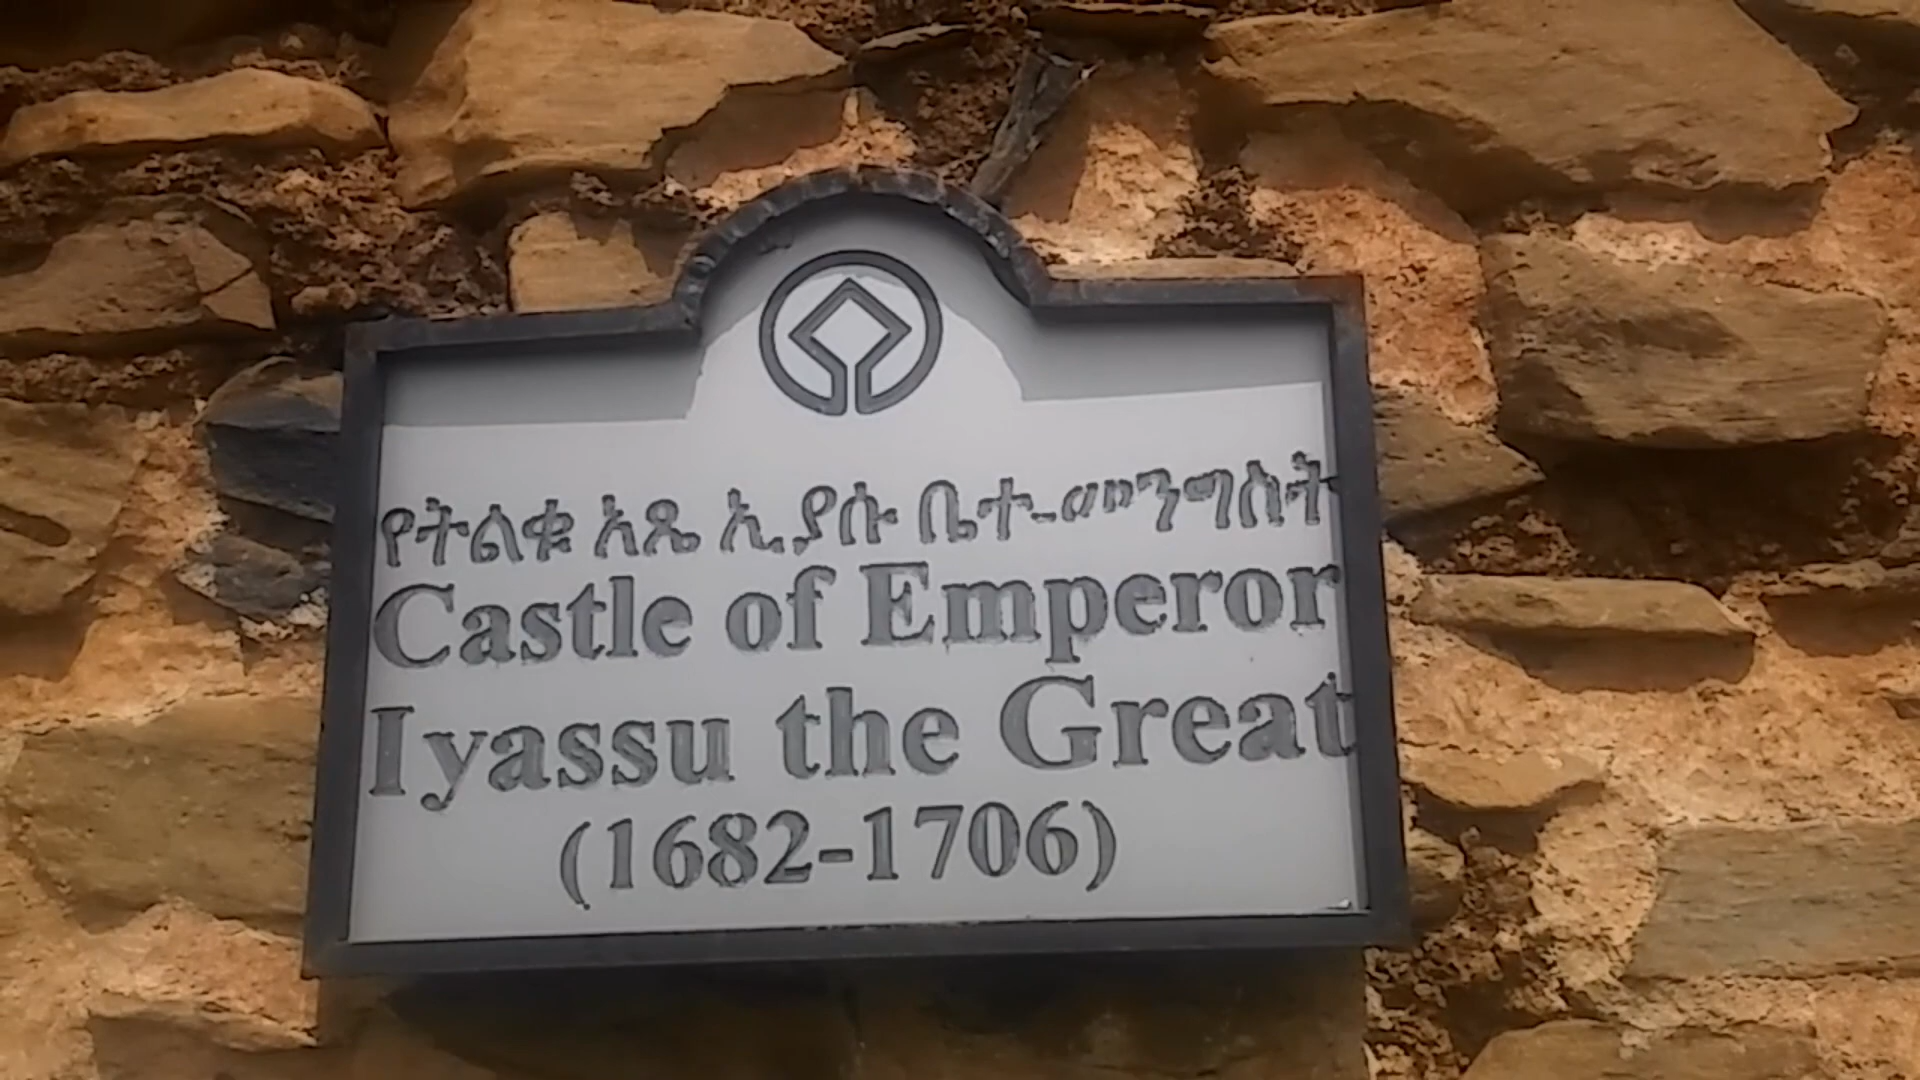 የትልቁ አጼ ኢያሱ ቤተ-መንግስት
Castle of Emperor
Iyassu the Great
(1682-1706)